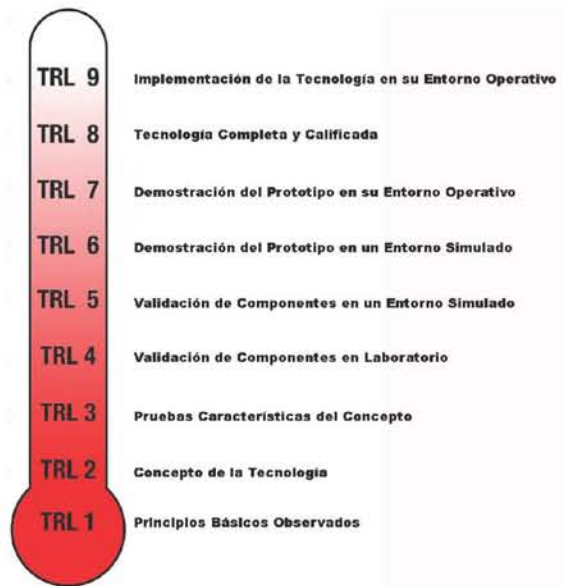 TRL 9 Implementación de la Tecnología en su Entorno Operativo
TRL 8 Tecnología Completa y Calificada
TRL 7 Demostración del Prototipo en su Entorno Operativo
TRL 6 Demostración del Prototipo en un Entorno Simulado
TRL 5 Validación de Componentes en un Entorno Simulado
TRL 4 Validación de Componentes en Laboratorio
TRL 3 Pruebas Características del Concepto
TRL 2 Concepto de la Tecnología
TRL 1 Principios Básicos Observados